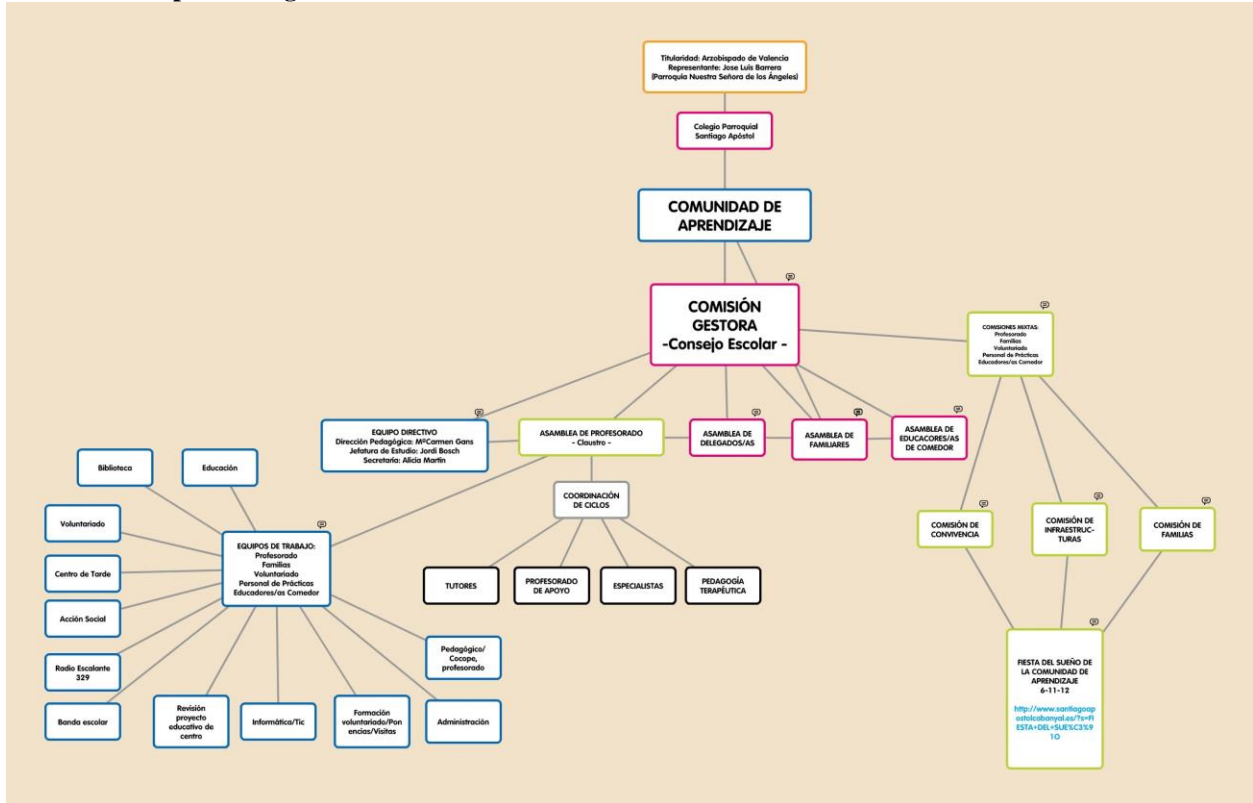 Titularidad: Arzobispado de Valencia
Representante: Jose Luis Barrera
(Parroquia Nuestra Señora de los Ángeles)
Colegio Parroquial
Santiago Apóstol
COMUNIDAD DE
APRENDIZAJE
COMISIÓN
GESTORA
-Consejo Escolar -
COMISIONES MIXTAS:
Profesorado
Familias
Voluntariado
Personal de Prácticas
Educadores/as Comedor
EQUIPO DIRECTIVO
Dirección Pedagógica: MªCarmen Gans
Jefatura de Estudio: Jordi Bosch
Secretaría: Alicia Martín
ASAMBLEA DE PROFESORADO
- Claustro -
ASAMBLEA DE
DELEGADOS/AS
ASAMBLEA DE
FAMILIARES
ASAMBLEA DE
EDUCACORES/AS
DE COMEDOR
Biblioteca
Educación
COORDINACIÓN
DE CICLOS
Voluntariado
EQUIPOS DE TRABAJO:
Profesorado
Familias
Voluntariado
Personal de Prácticas
Educadores/as Comedor
COMISIÓN DE
CONVIVENCIA
COMISIÓN DE
INFRAESTRUC-
TURAS
COMISIÓN DE
FAMILIAS
Centro de Tarde
TUTORES
PROFESORADO
DE APOYO
ESPECIALISTAS
PEDAGOGÍA
TERAPÉUTICA
Acción Social
Radio Escalante
329
Pedagógico/
Cocope,
profesorado
Banda escolar
Revisión
proyecto
educativo de
centro
Informática/Tic
Formación
voluntariado/Pon
encias/Visitas
Administración
FIESTA DEL SUEÑO DE
LA COMUNIDAD DE
APRENDIZAJE
6-11-12
http://www.santiagoap
ostolcabanyal.es/?s=FI
ESTA+DEL+SUE%C3%9
1O